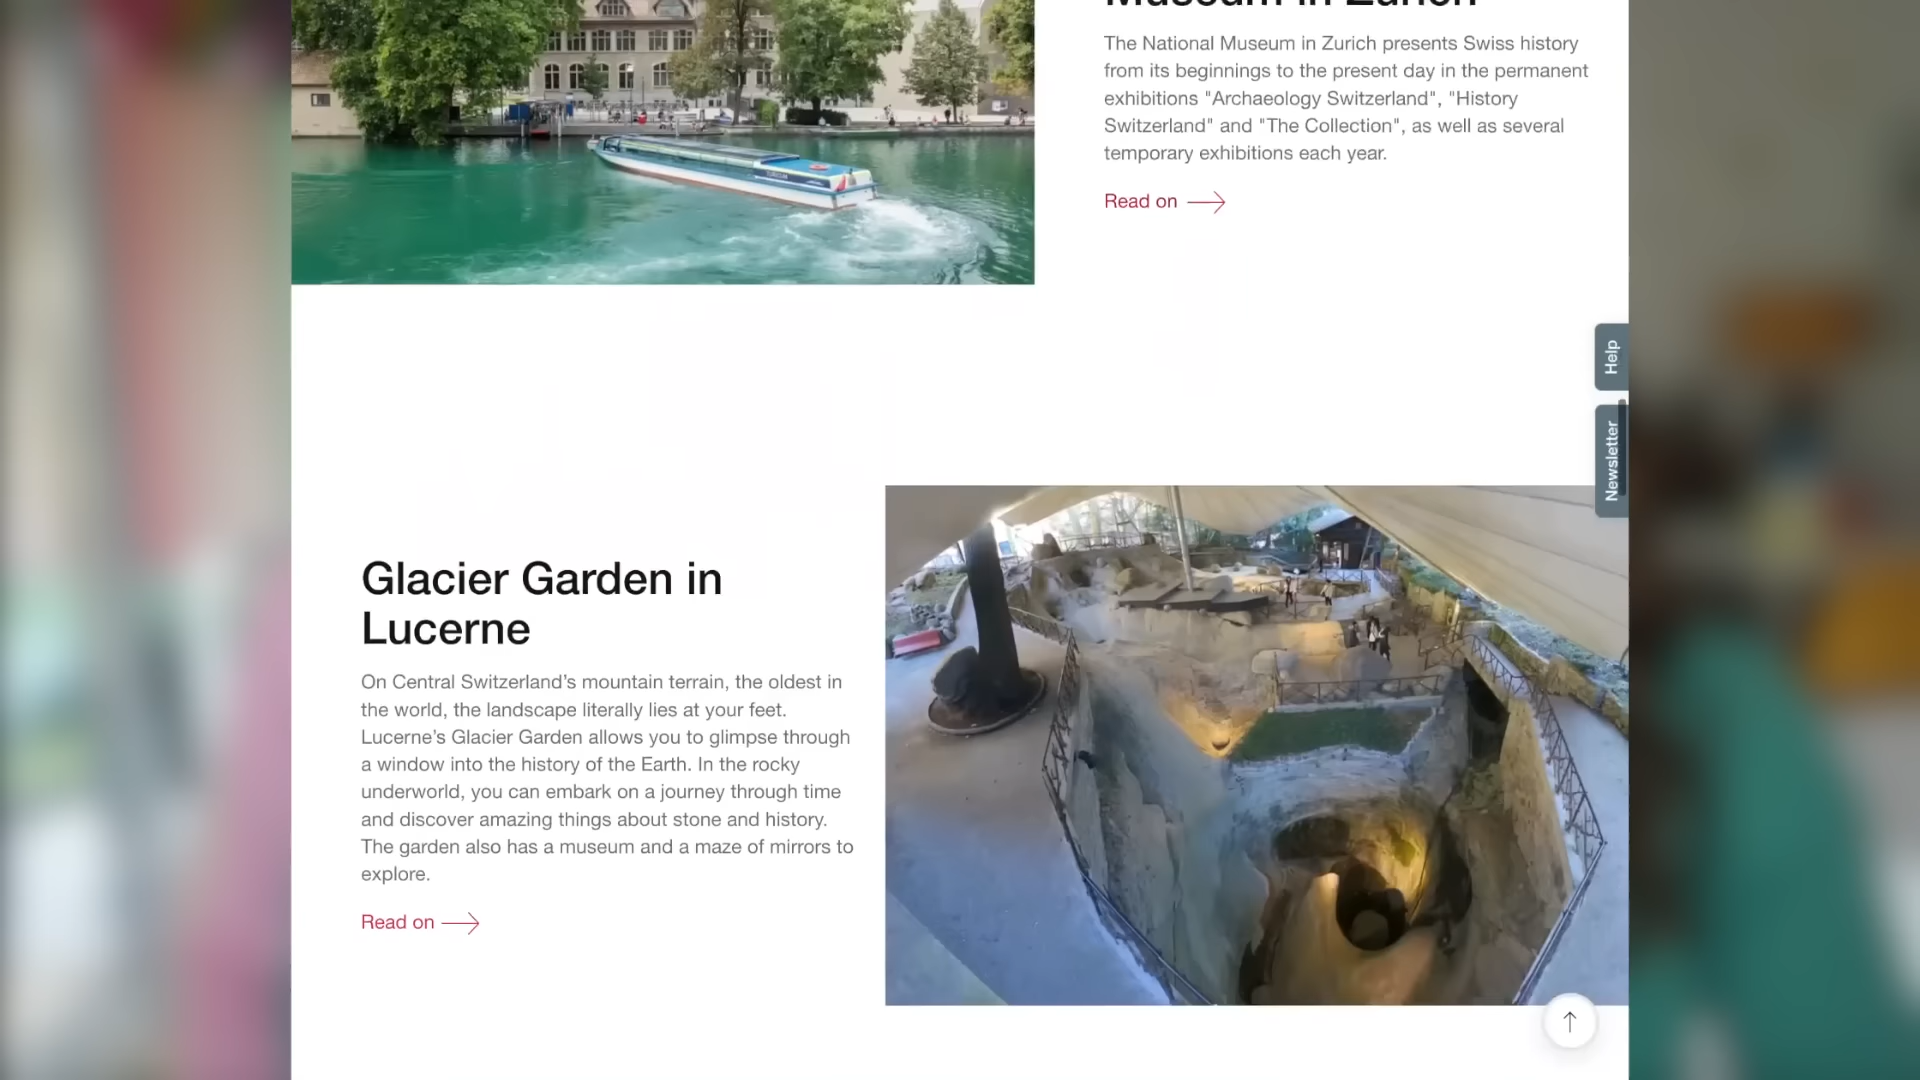 Museum in Zurich
The National Museum in Zurich presents Swiss history
from its beginnings to the present day in the permanent
exhibitions "Archaeology Switzerland", "History
Switzerland" and "The Collection", as well as several
temporary exhibitions each year.
Read on
Help
Newsletter
Glacier Garden in
Lucerne
On Central Switzerland’s mountain terrain, the oldest in
the world, the landscape literally lies at your feet.
Lucerne’s Glacier Garden allows you to glimpse through
a window into the history of the Earth. In the rocky
underworld, you can embark on a journey through time
and discover amazing things about stone and history.
The garden also has a museum and a maze of mirrors to
explore.
Read on